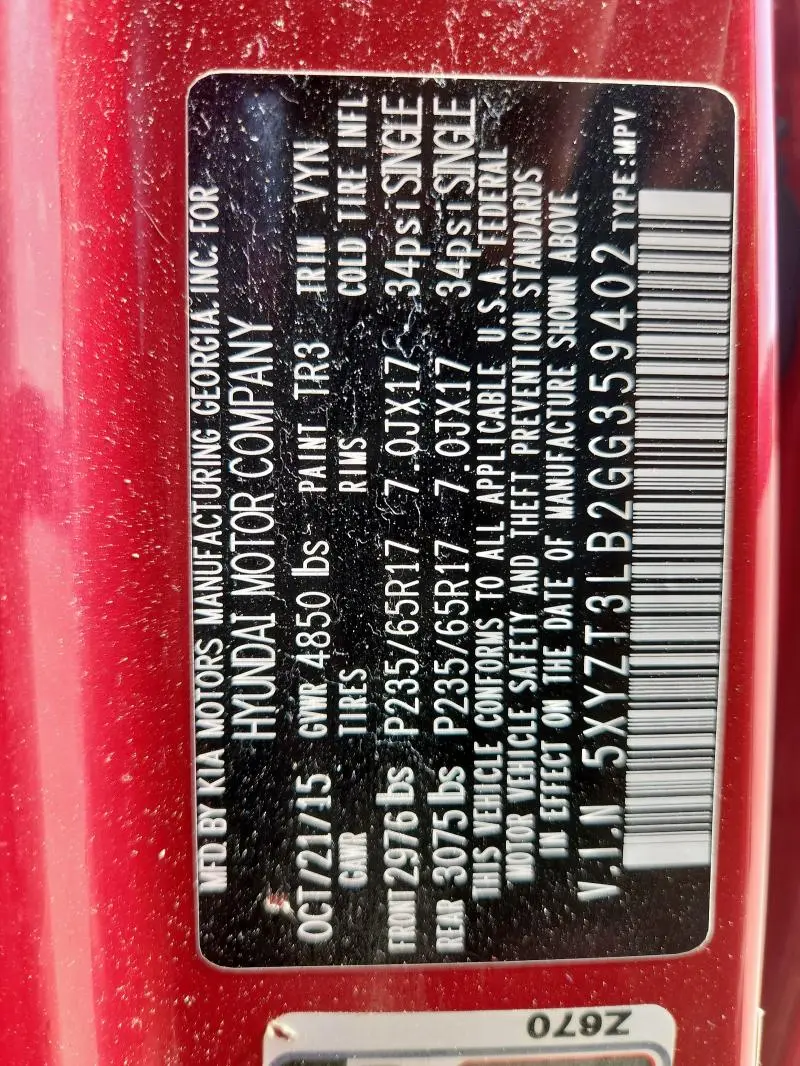 MFD.BY KIA MOTORS MANUFACTURING GEORGIA.INC. FOR
HYUNDAI MOTOR COMPANY
OCT/21/15 GVWR 4850 lbs PAINT TR3 TRIM VYN
GAWR TIRES RIMS COLD TIRE INFL
FRONT 2976 lbs P235/65R17 7.0JX17 34psi SINGLE
REAR 3075 lbs P235/65R17 7.0JX17 34psi SINGLE
THIS VEHICLE CONFORMS TO ALL APPLICABLE U.S.A. FEDERAL
MOTOR VEHICLE SAFETY AND THEFT PREVENTION STANDARDS
IN EFFECT ON THE DATE OF MANUFACTURE SHOWN ABOVE
V.I.N 5XYZT3LB2GG359402 TYPE:MPV
Z670